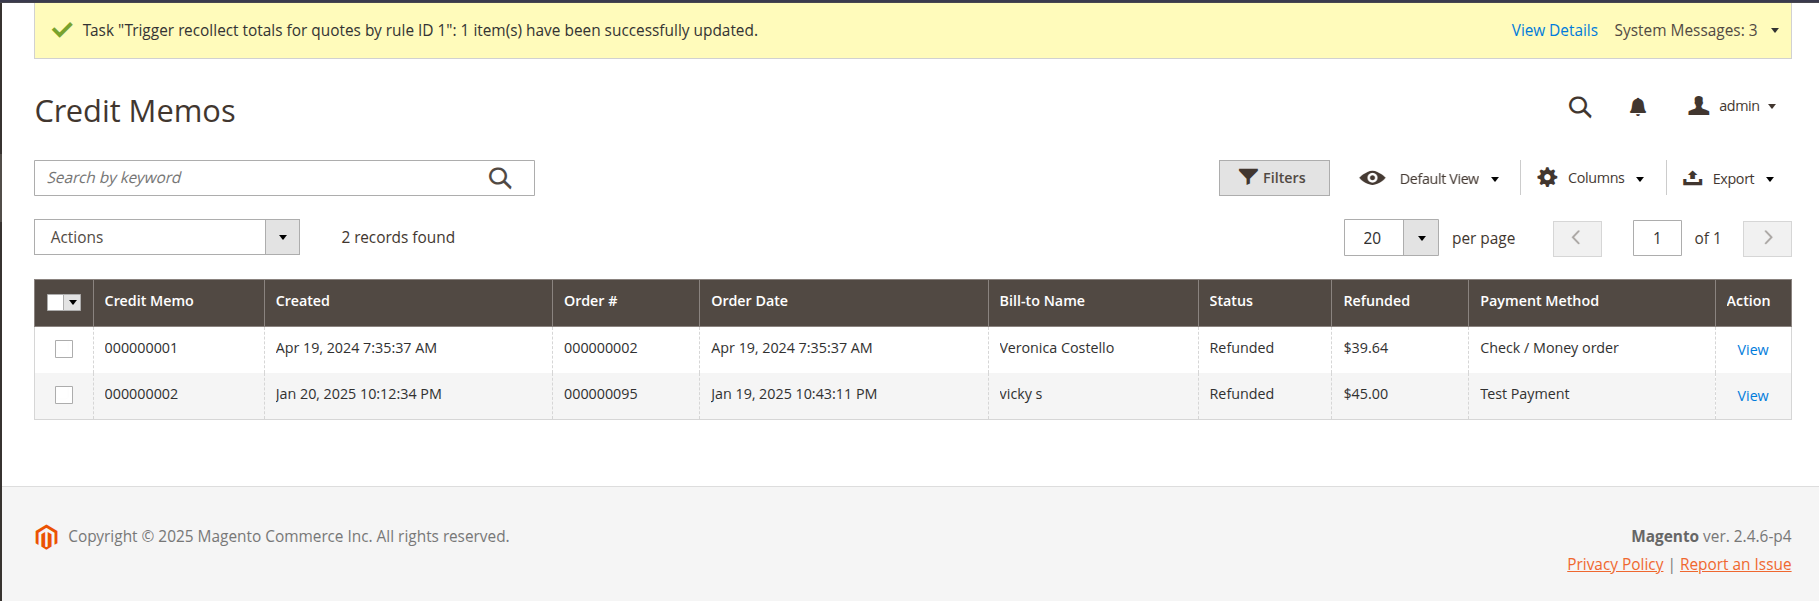 Task "Trigger recollect totals for quotes by rule ID 1": 1 item(s) have been successfully updated. View Details System Messages: 3
Credit Memos admin
Search by keyword Filters Default View Columns Export
Actions 2 records found 20 per page 1 of 1
Credit Memo Created Order # Order Date Bill-to Name Status Refunded Payment Method Action
000000001 Apr 19, 2024 7:35:37 AM 000000002 Apr 19, 2024 7:35:37 AM Veronica Costello Refunded $39.64 Check / Money order View
000000002 Jan 20, 2025 10:12:34 PM 000000095 Jan 19, 2025 10:43:11 PM vicky s Refunded $45.00 Test Payment View
Copyright © 2025 Magento Commerce Inc. All rights reserved. Magento ver. 2.4.6-p4
Privacy Policy | Report an Issue